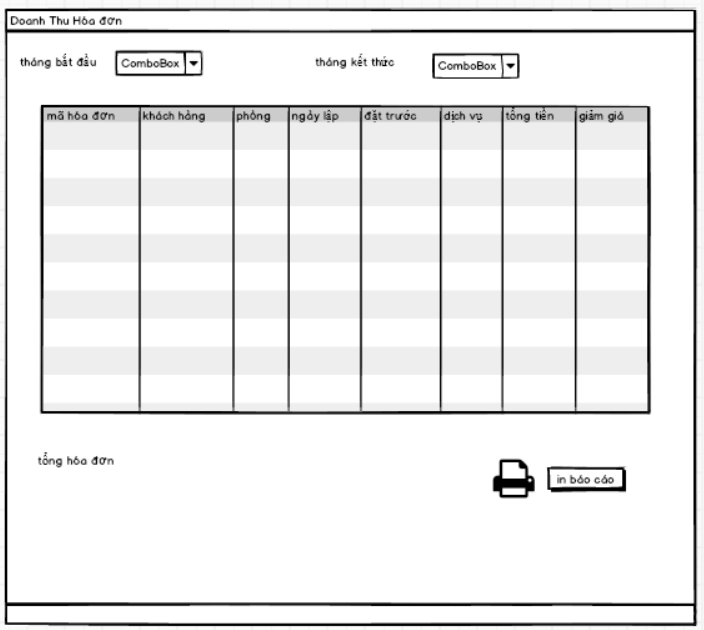 Doanh Thu Hóa đơn
tháng bắt đầu ComboBox tháng kết thức ComboBox
mã hóa đơn khách hàng phòng ngày lập đặt trước dịch vụ tổng tiền giảm giá
tổng hóa đơn in báo cáo